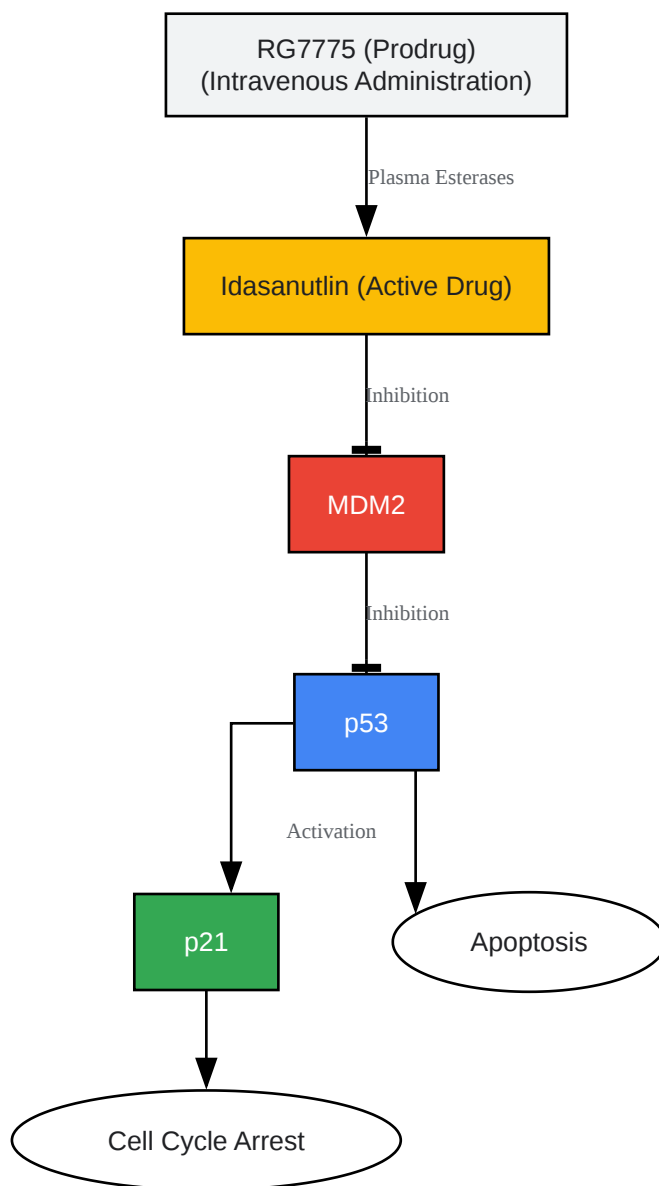 RG7775 (Prodrug)
(Intravenous Administration)
Plasma Esterases
Idasanutlin (Active Drug)
Inhibition
MDM2
Inhibition
p53
Activation
p21
Apoptosis
Cell Cycle Arrest